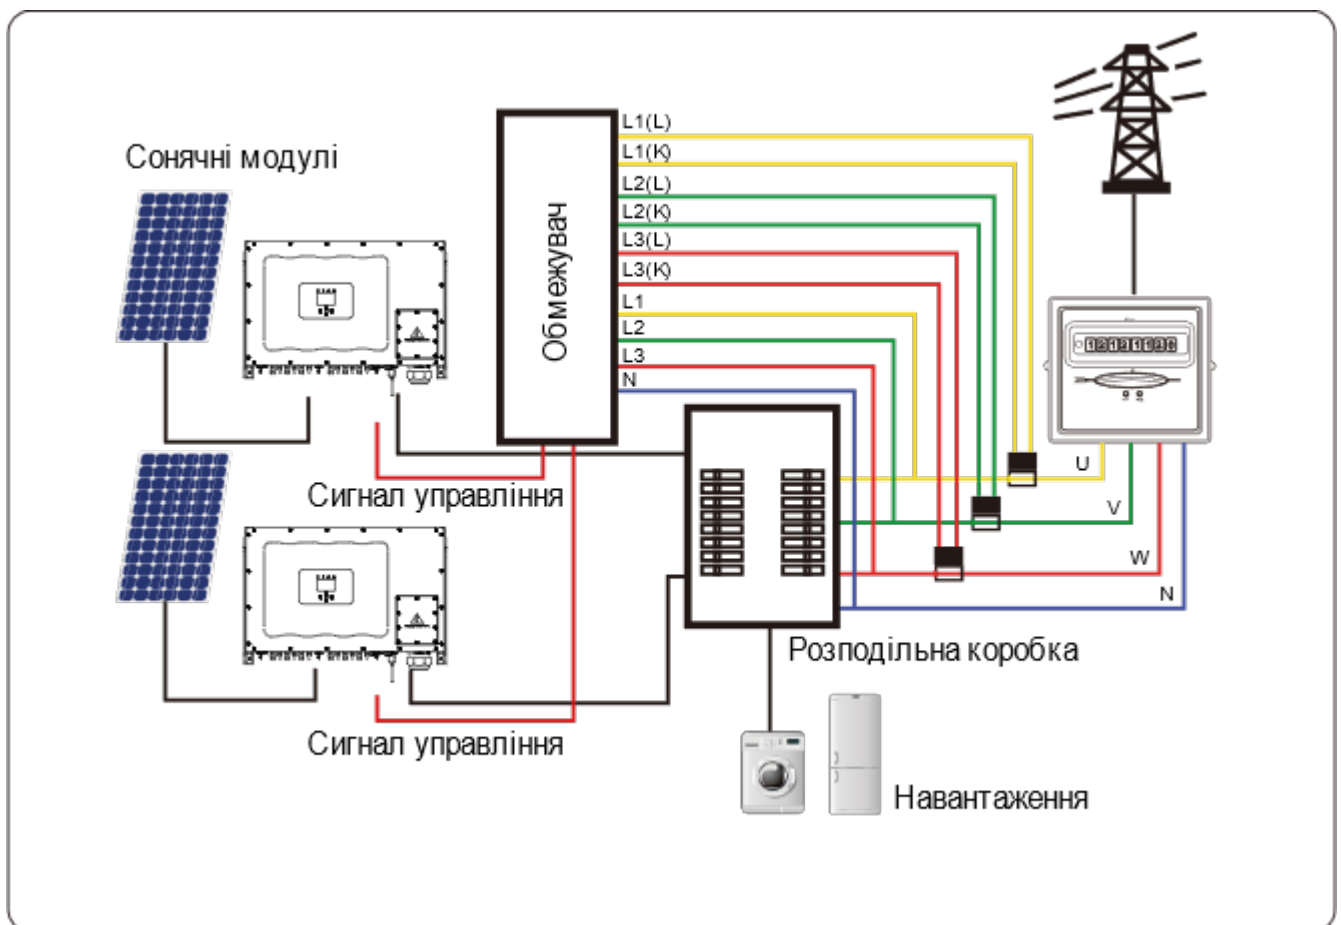 Сонячні модулі
Обмежувач
L1(L)
L1(K)
L2(L)
L2(K)
L3(L)
L3(K)
L1
L2
L3
N
U
V
W
N
Сигнал управління
Розподільна коробка
Сигнал управління
Навантаження